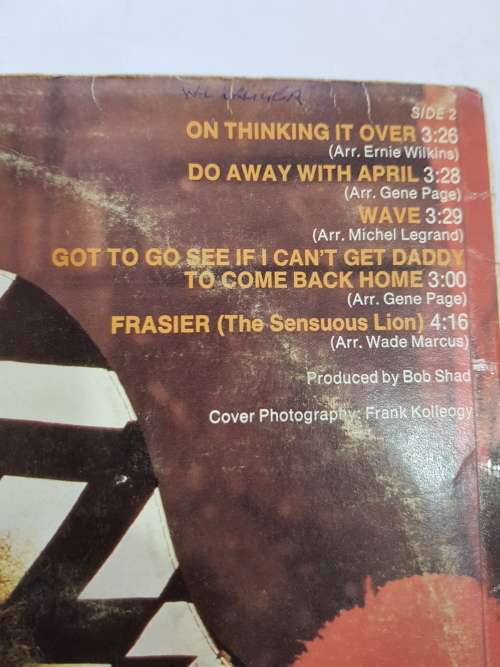 SIDE 2
ON THINKING IT OVER 3:26
(Arr. Ernie Wilkins)
DO AWAY WITH APRIL 3:28
(Arr. Gene Page)
WAVE 3:29
(Arr. Michel Legrand)
GOT TO GO SEE IF I CAN'T GET DADDY
TO COME BACK HOME 3:00
(Arr. Gene Page)
FRASIER (The Sensuous Lion) 4:16
(Arr. Wade Marcus)
Produced by Bob Shad
Cover Photography: Frank Kolleogy